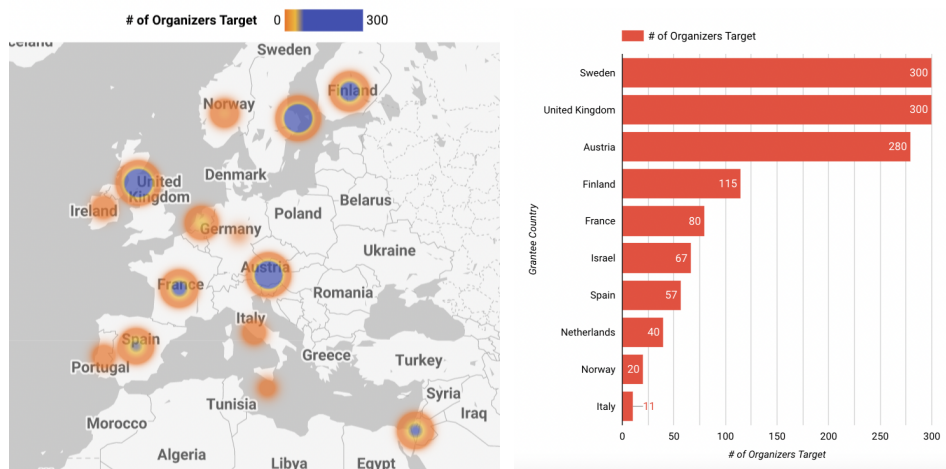 # of Organizers Target 0 300
celand
Sweden
Finland
Norway
Denmark
United
Kingdom
Ireland
Belarus
Poland
Germany
Ukraine
Austria
France
Romania
Italy
Spain
Greece
Turkey
Portugal
Syria
Tunisia
Iraq
Morocco
Algeria
Libya
Egypt
# of Organizers Target
Grantee Country
Sweden 300
United Kingdom 300
Austria 280
Finland 115
France 80
Israel 67
Spain 57
Netherlands 40
Norway 20
Italy 11
0 50 100 150 200 250 300
# of Organizers Target